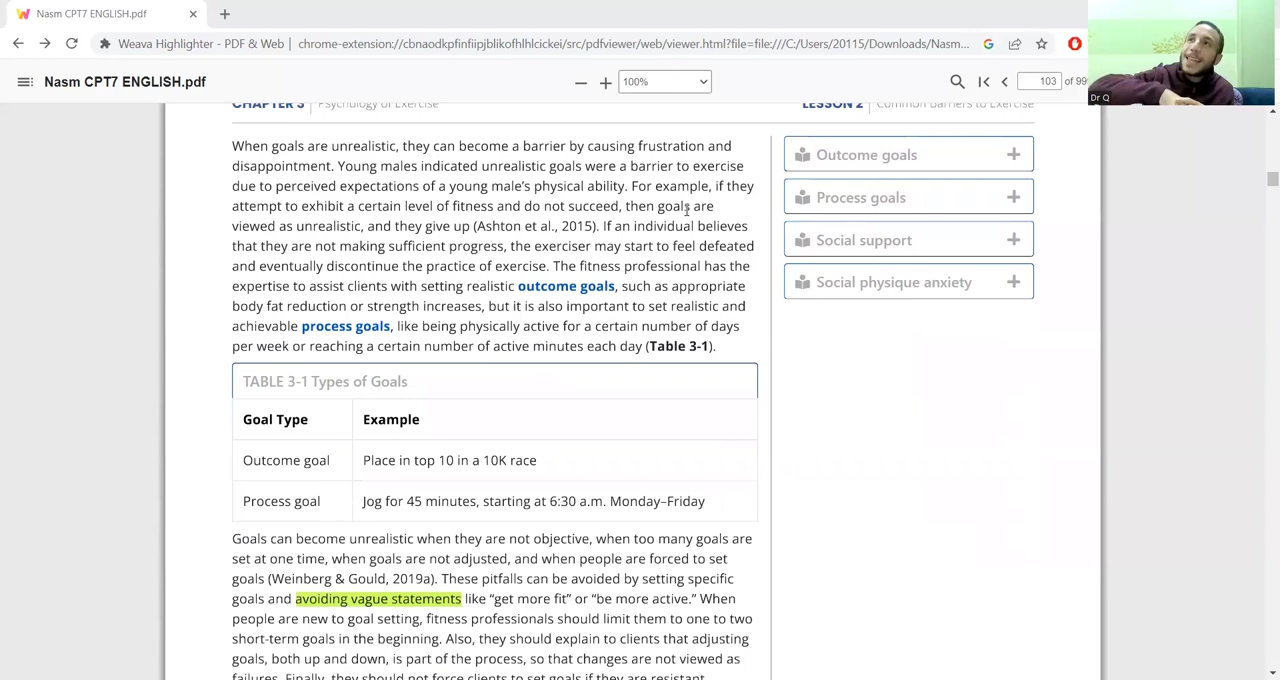 Nasm CPT7 ENGLISH.pdf
Weava Highlighter - PDF & Web | chrome-extension://cbnaodkpfinfiipjblkofhlhlcickei/src/pdfviewer/web/viewer.html?file=file:///C:/Users/20115/Downloads/Nasm...
Nasm CPT7 ENGLISH.pdf
100%
103 of 99
Dr Q
CHAPTER 3 | Psychology of Exercise
LESSON 2 | Common Barriers to Exercise
When goals are unrealistic, they can become a barrier by causing frustration and
disappointment. Young males indicated unrealistic goals were a barrier to exercise
due to perceived expectations of a young male's physical ability. For example, if they
attempt to exhibit a certain level of fitness and do not succeed, then goals are
viewed as unrealistic, and they give up (Ashton et al., 2015). If an individual believes
that they are not making sufficient progress, the exerciser may start to feel defeated
and eventually discontinue the practice of exercise. The fitness professional has the
expertise to assist clients with setting realistic outcome goals, such as appropriate
body fat reduction or strength increases, but it is also important to set realistic and
achievable process goals, like being physically active for a certain number of days
per week or reaching a certain number of active minutes each day (Table 3-1).
TABLE 3-1 Types of Goals
Goal Type Example
Outcome goal Place in top 10 in a 10K race
Process goal Jog for 45 minutes, starting at 6:30 a.m. Monday–Friday
Goals can become unrealistic when they are not objective, when too many goals are
set at one time, when goals are not adjusted, and when people are forced to set
goals (Weinberg & Gould, 2019a). These pitfalls can be avoided by setting specific
goals and avoiding vague statements like “get more fit” or “be more active.” When
people are new to goal setting, fitness professionals should limit them to one to two
short-term goals in the beginning. Also, they should explain to clients that adjusting
goals, both up and down, is part of the process, so that changes are not viewed as
failures. Finally, they should not force clients to set goals if they are resistant.
Outcome goals
Process goals
Social support
Social physique anxiety